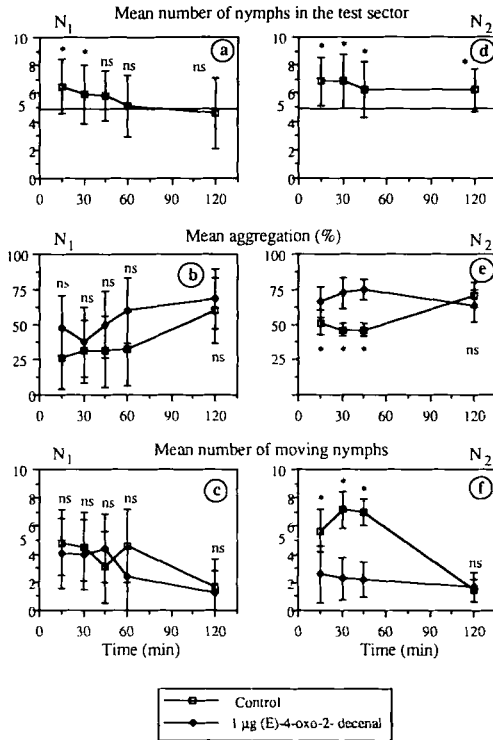 Mean number of nymphs in the test sector
N1 N2
a d
* * ns ns ns
* * * *
10 8 6 5 4 2 0
10 8 6 5 4 2 0
0 30 60 90 120
0 30 60 90 120
Mean aggregation (%)
N1 N2
b e
ns ns ns ns ns
* * * ns
100 75 50 25 0
100 75 50 25 0
0 30 60 90 120
0 30 60 90 120
Mean number of moving nymphs
N1 N2
c f
ns ns ns ns ns
* * * ns
10 8 6 4 2 0
10 8 6 4 2 0
0 30 60 90 120
0 30 60 90 120
Time (min) Time (min)
Control
1 µg (E)-4-oxo-2- decenal